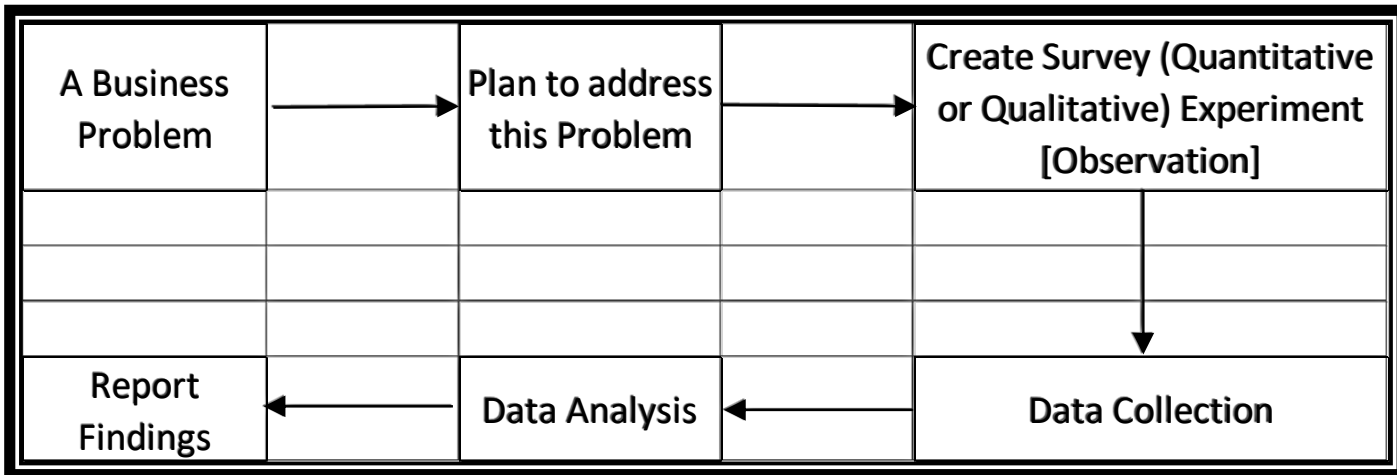 A Business
Problem
Plan to address
this Problem
Create Survey (Quantitative
or Qualitative) Experiment
[Observation]
Report
Findings
Data Analysis
Data Collection